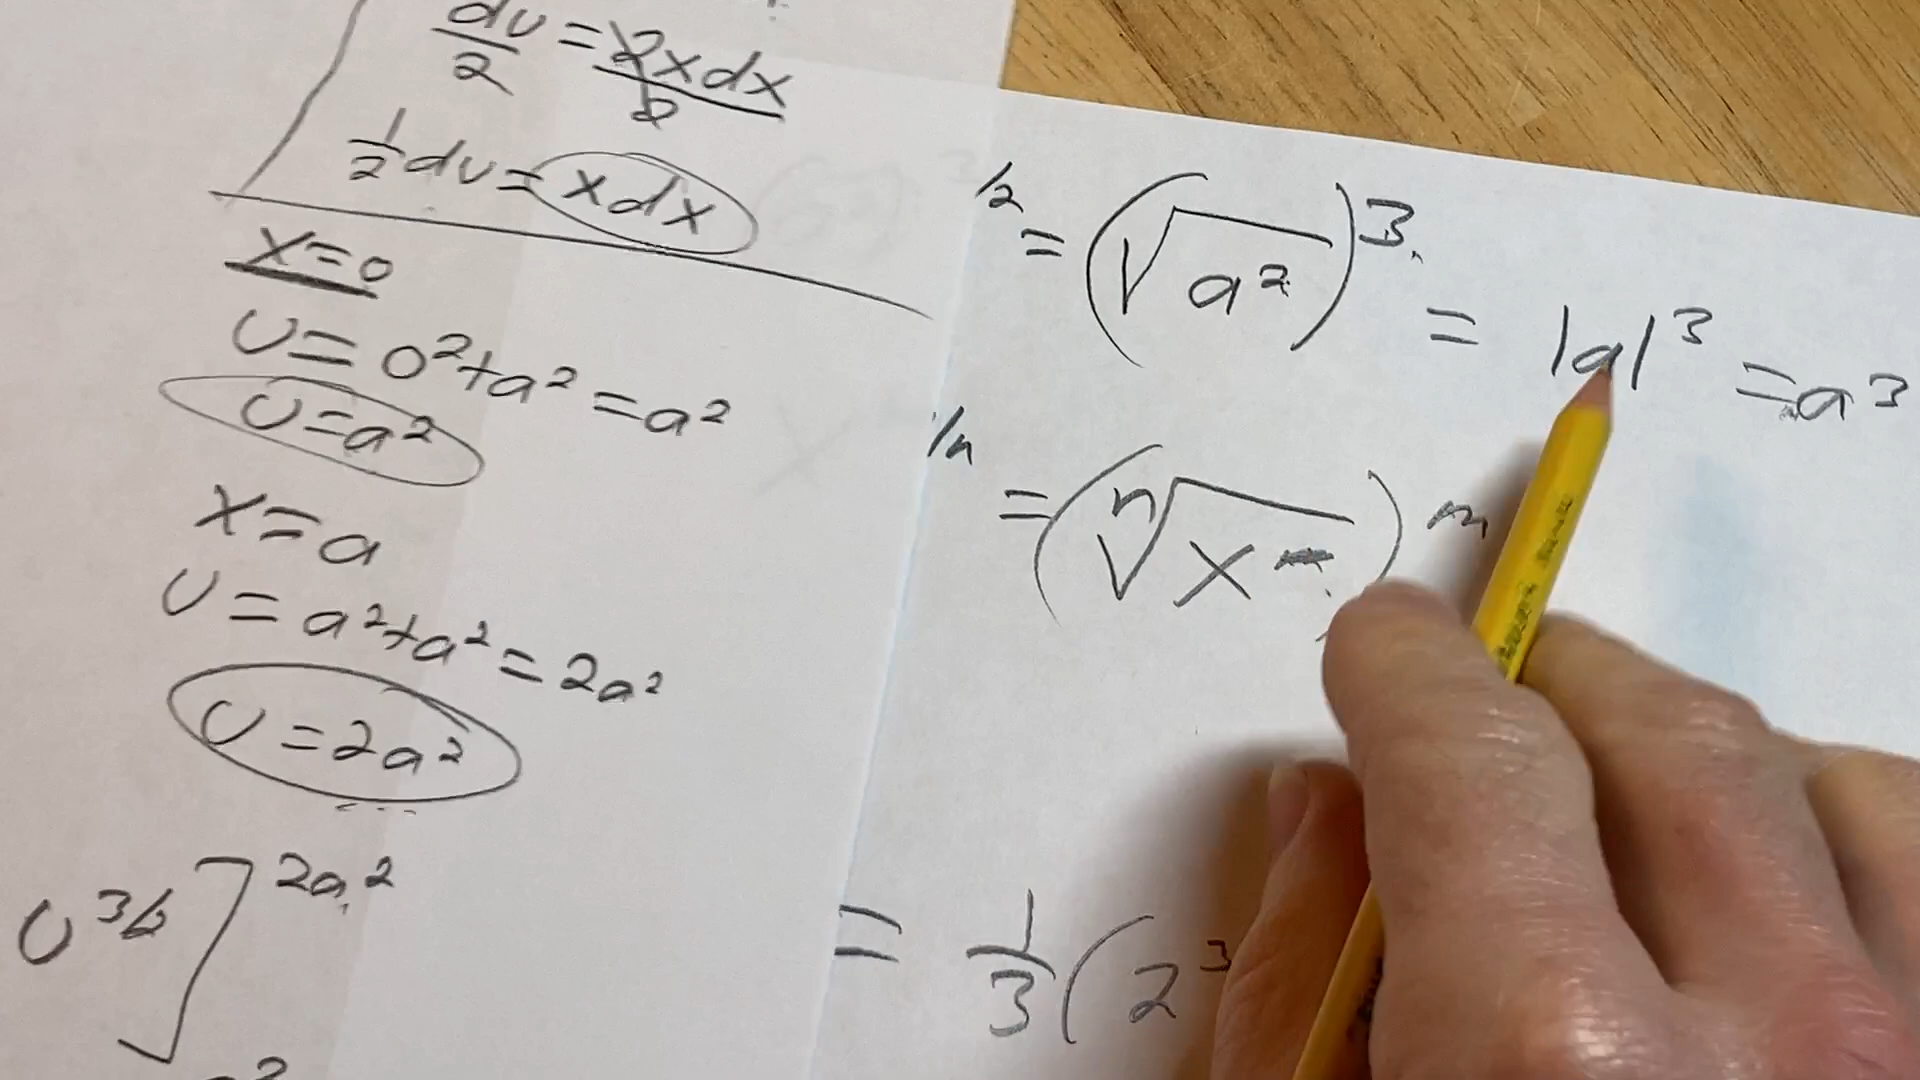 du/2 = 2xdx/2
1/2 du = xdx
x=0
U = 0²+a² = a²
U=a²
x=a
U = a²+a² = 2a²
U = 2a²
U^3/2 ]^2a²
/2 = (√a²)³ = |a|³ = a³
/n = (ⁿ√x)^m
= 1/3 (2³